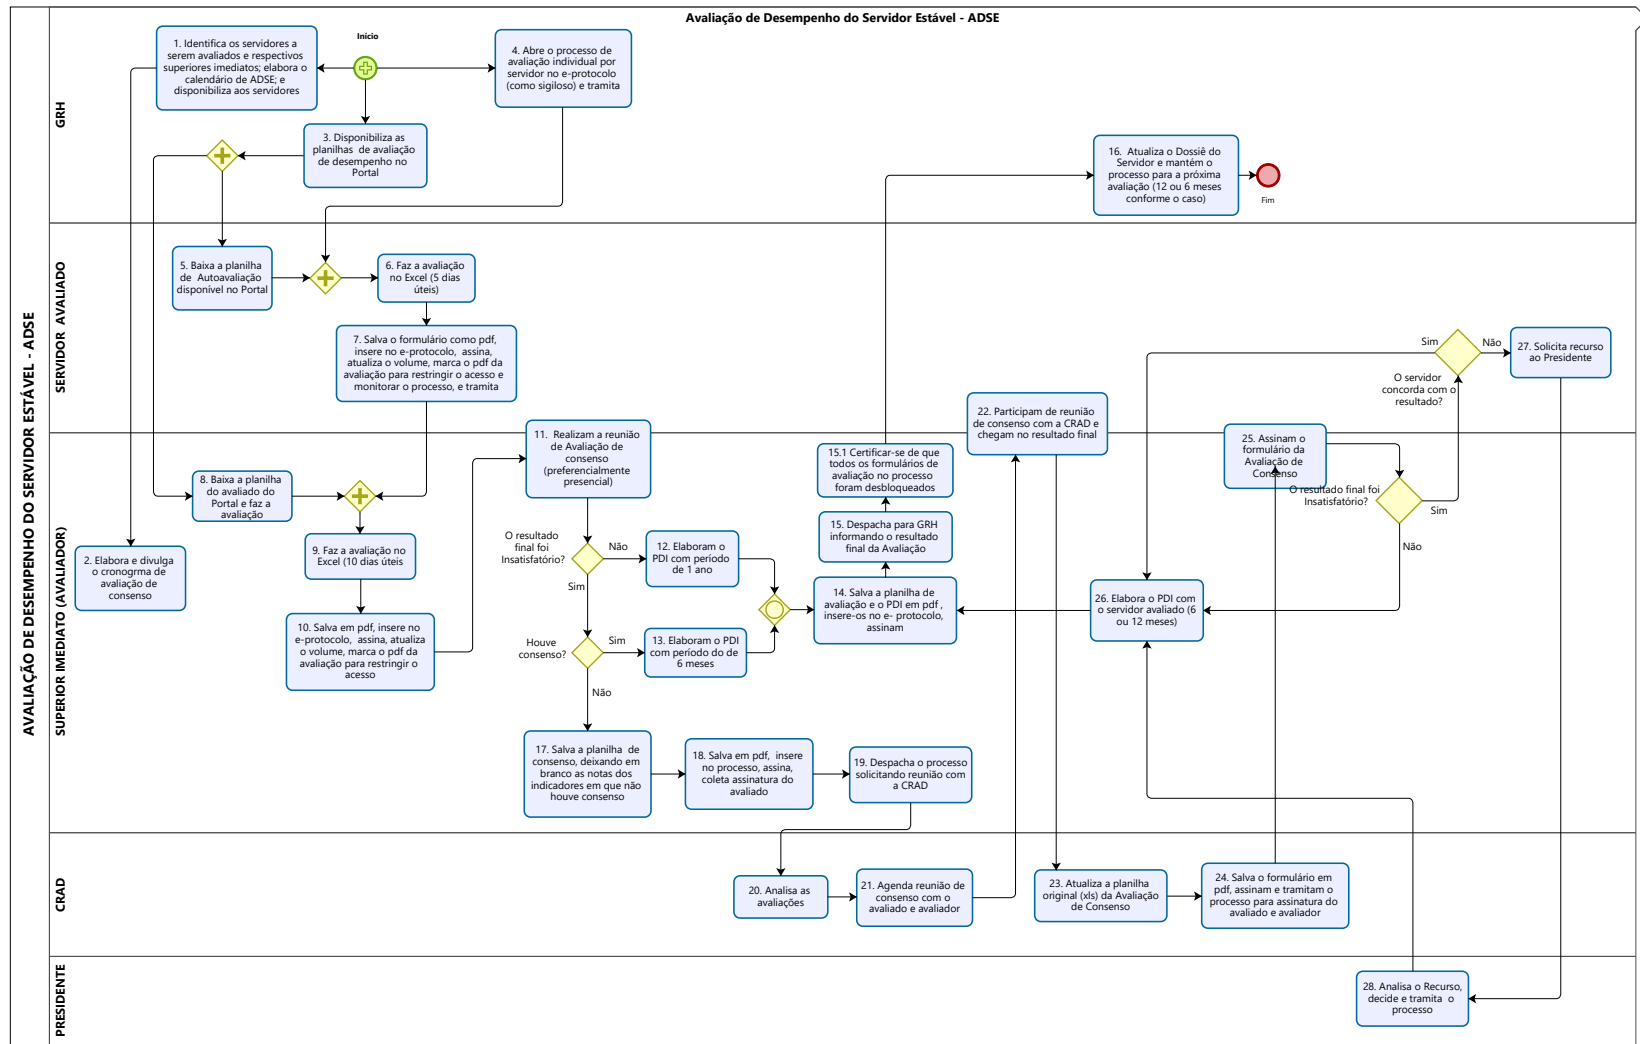 Avaliação de Desempenho do Servidor Estável - ADSE
AVALIAÇÃO DE DESEMPENHO DO SERVIDOR ESTÁVEL - ADSE
GRH
Início
1. Identifica os servidores a
serem avaliados e respectivos
superiores imediatos; elabora o
calendário de ADSE; e
disponibiliza aos servidores
4. Abre o processo de
avaliação individual por
servidor no e-protocolo
(como sigiloso) e tramita
3. Disponibiliza as
planilhas de avaliação
de desempenho no
Portal
16. Atualiza o Dossiê do
Servidor e mantém o
processo para a próxima
avaliação (12 ou 6 meses
conforme o caso)
Fim
SERVIDOR AVALIADO
5. Baixa a planilha
de Autoavaliação
disponível no Portal
6. Faz a avaliação
no Excel (5 dias
úteis)
7. Salva o formulário como pdf,
insere no e-protocolo, assina,
atualiza o volume, marca o pdf da
avaliação para restringir o acesso e
monitorar o processo, e tramita
Sim
Não
27. Solicita recurso
ao Presidente
O servidor
concorda com o
resultado?
22. Participam de reunião
de consenso com a CRAD e
chegam no resultado final
SUPERIOR IMEDIATO (AVALIADOR)
11. Realizam a reunião
de Avaliação de
consenso
(preferencialmente
presencial)
15.1 Certificar-se de que
todos os formulários de
avaliação no processo
foram desbloqueados
25. Assinam o
formulário da
Avaliação de
Consenso
O resultado final foi
Insatisfatório?
Sim
Não
8. Baixa a planilha
do avaliado do
Portal e faz a
avaliação
9. Faz a avaliação no
Excel (10 dias úteis
2. Elabora e divulga
o cronogrma de
avaliação de
consenso
10. Salva em pdf, insere no
e-protocolo, assina, atualiza
o volume, marca o pdf da
avaliação para restringir o
acesso
O resultado
final foi
Insatisfatório?
Não
Sim
12. Elaboram o
PDI com período
de 1 ano
15. Despacha para GRH
informando o resultado
final da Avaliação
14. Salva a planilha de
avaliação e o PDI em pdf ,
insere-os no e- protocolo,
assinam
26. Elabora o PDI com
o servidor avaliado (6
ou 12 meses)
Houve
consenso?
Sim
Não
13. Elaboram o PDI
com período do de
6 meses
17. Salva a planilha de
consenso, deixando em
branco as notas dos
indicadores em que não
houve consenso
18. Salva em pdf, insere
no processo, assina,
coleta assinatura do
avaliado
19. Despacha o processo
solicitando reunião com
a CRAD
CRAD
20. Analisa as
avaliações
21. Agenda reunião de
consenso com o
avaliado e avaliador
23. Atualiza a planilha
original (xls) da Avaliação
de Consenso
24. Salva o formulário em
pdf, assinam e tramitam o
processo para assinatura do
avaliado e avaliador
PRESIDENTE
28. Analisa o Recurso,
decide e tramita o
processo